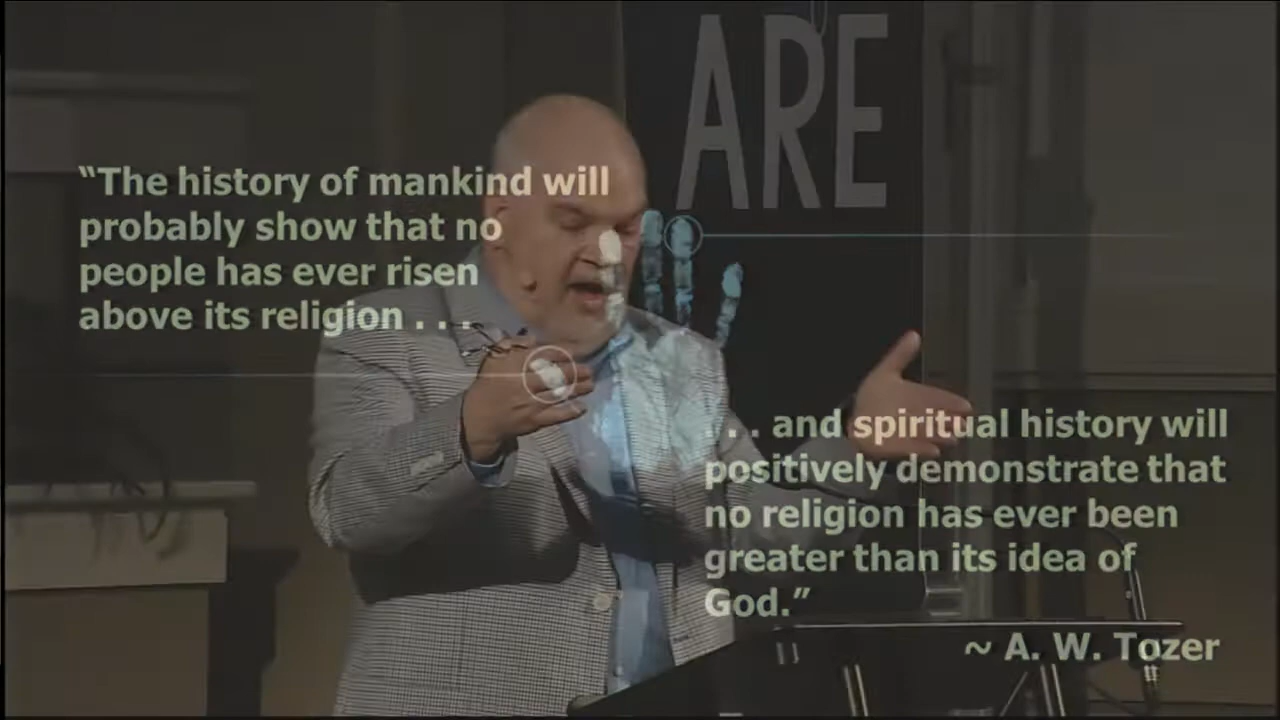 ARE
“The history of mankind will
probably show that no
people has ever risen
above its religion . . .
. . . and spiritual history will
positively demonstrate that
no religion has ever been
greater than its idea of
God.”
~ A. W. Tozer